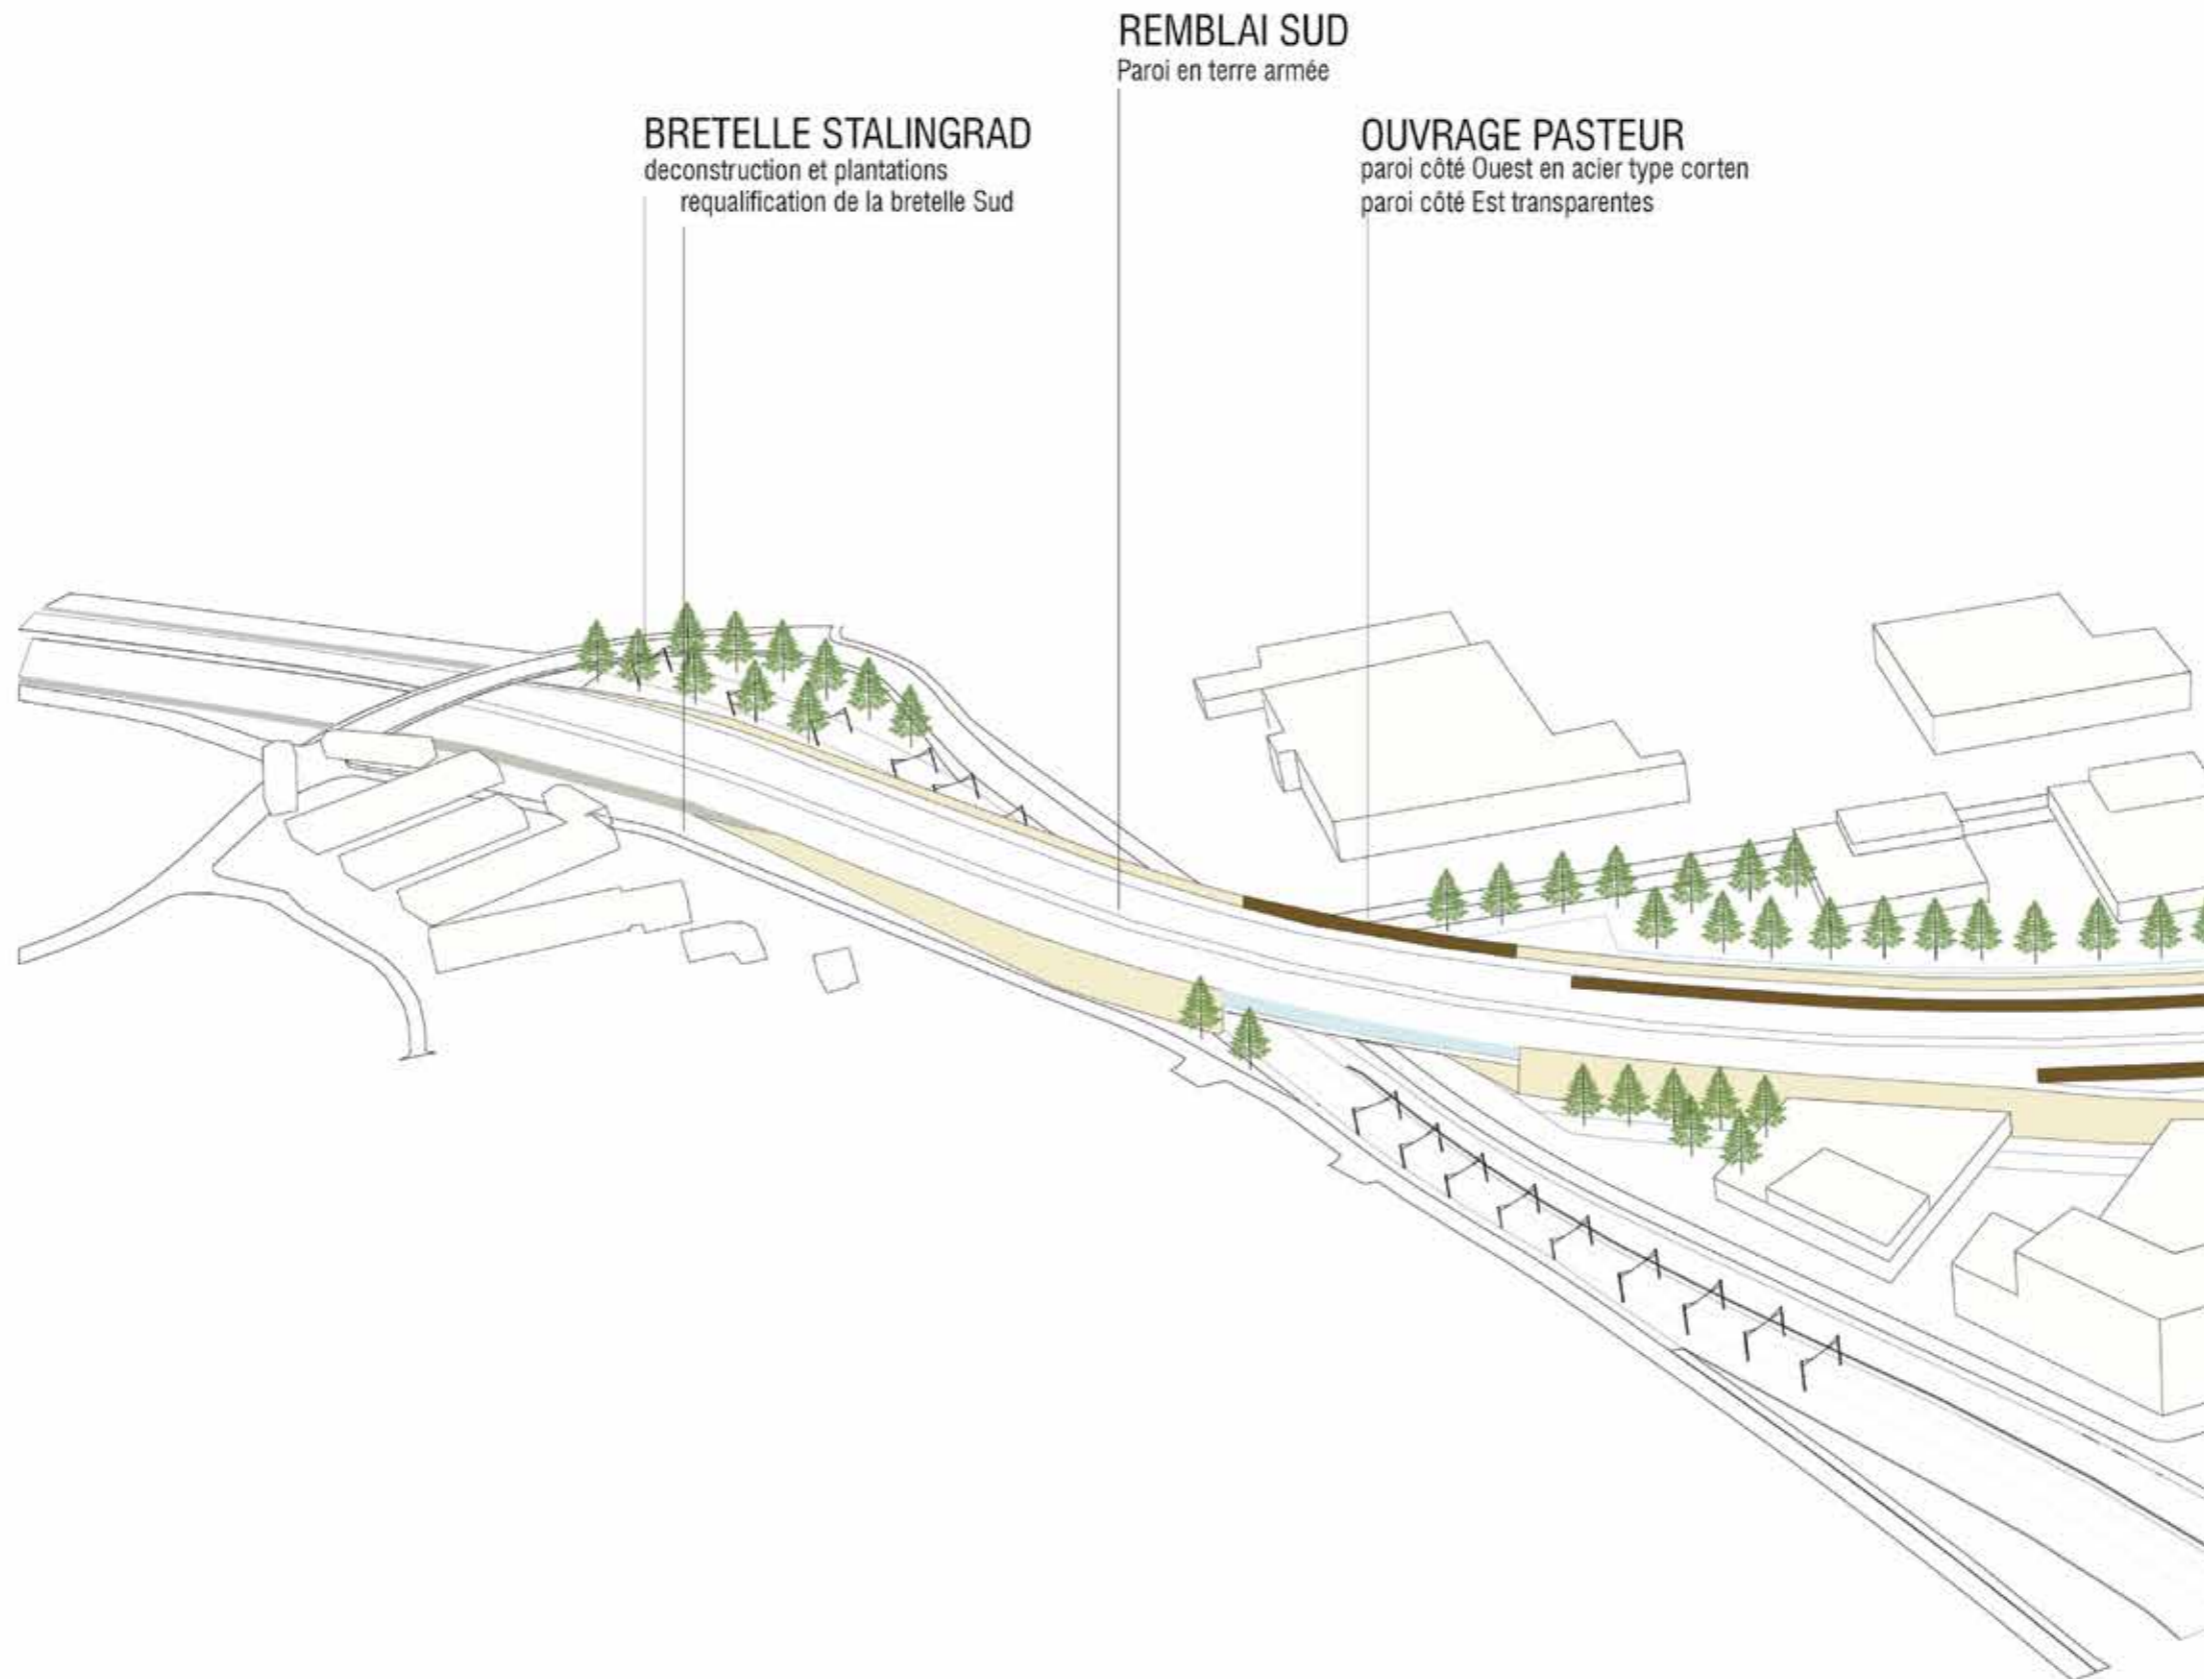 REMBLAI SUD
Paroi en terre armée
BRETELLE STALINGRAD
deconstruction et plantations
requalification de la bretelle Sud
OUVRAGE PASTEUR
paroi côté Ouest en acier type corten
paroi côté Est transparentes